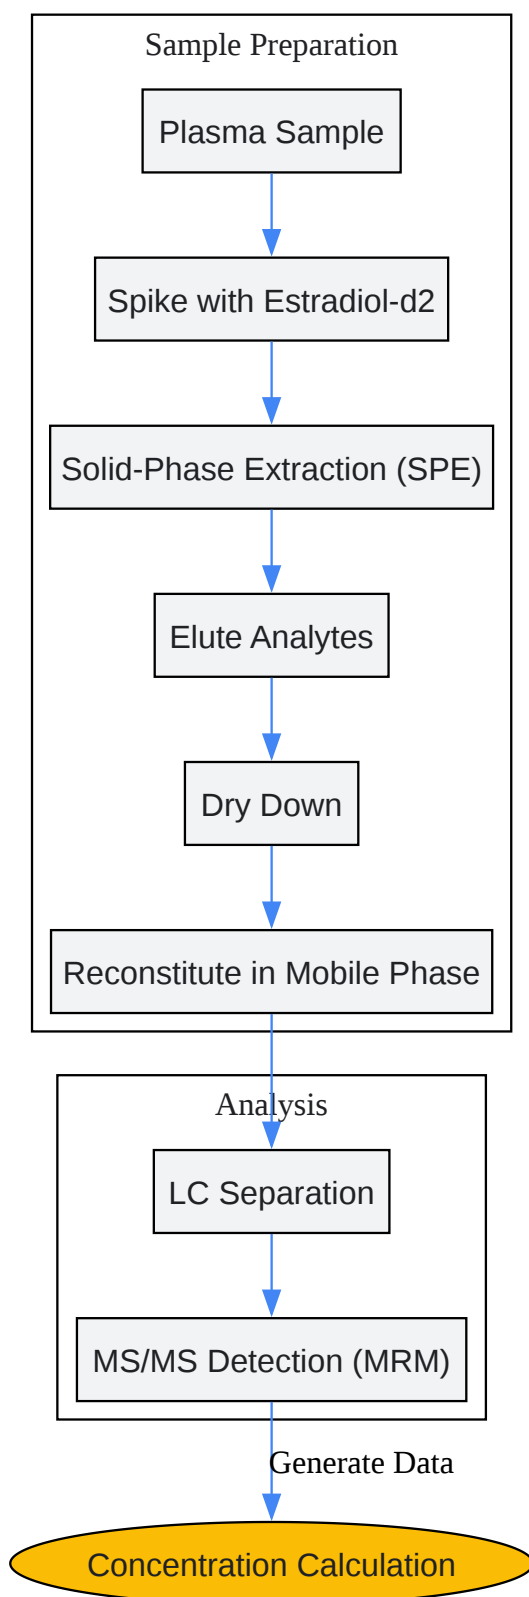 Sample Preparation
Plasma Sample
Spike with Estradiol-d2
Solid-Phase Extraction (SPE)
Elute Analytes
Dry Down
Reconstitute in Mobile Phase
Analysis
LC Separation
MS/MS Detection (MRM)
Generate Data
Concentration Calculation